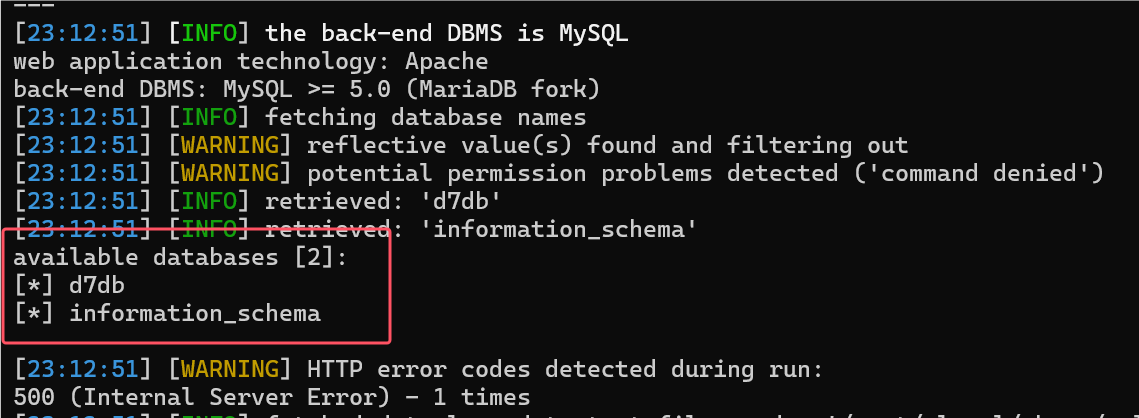 [23:12:51] [INFO] the back-end DBMS is MySQL
web application technology: Apache
back-end DBMS: MySQL >= 5.0 (MariaDB fork)
[23:12:51] [INFO] fetching database names
[23:12:51] [WARNING] reflective value(s) found and filtering out
[23:12:51] [WARNING] potential permission problems detected ('command denied')
[23:12:51] [INFO] retrieved: 'd7db'
[23:12:51] [INFO] retrieved: 'information_schema'
available databases [2]:
[*] d7db
[*] information_schema
[23:12:51] [WARNING] HTTP error codes detected during run:
500 (Internal Server Error) - 1 times